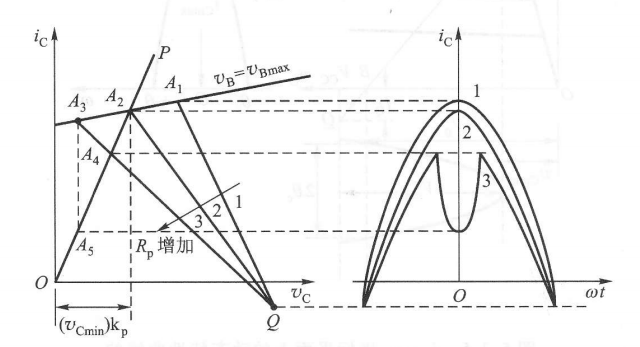 i_C
P
A_3
A_2
A_1
v_B=v_Bmax
A_4
A_5
R_p 增加
3
2
1
O
v_C
(v_Cmin)k_p
Q
i_C
1
2
3
O
ωt